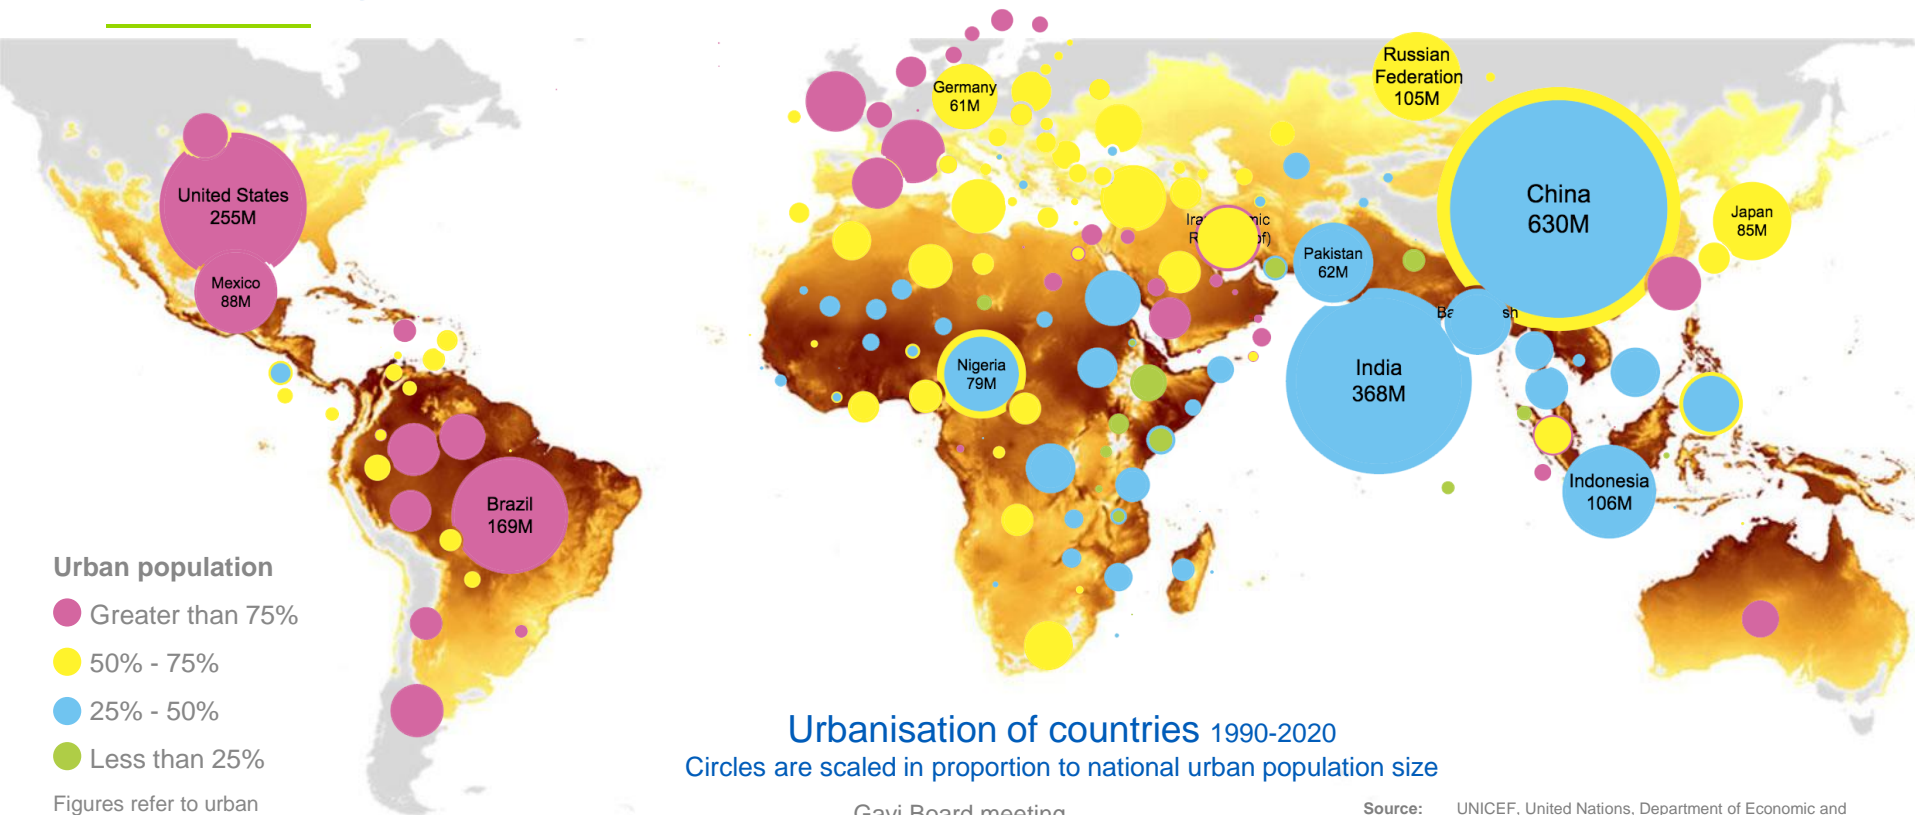 Russian
Federation
105M
Germany
61M
United States
255M
China
630M
Japan
85M
Mexico
88M
Pakistan
62M
Nigeria
79M
India
368M
Indonesia
106M
Brazil
169M
Urban population
Greater than 75%
50% - 75%
25% - 50%
Less than 25%
Figures refer to urban
Urbanisation of countries 1990-2020
Circles are scaled in proportion to national urban population size
Gavi Board meeting
Source: UNICEF, United Nations, Department of Economic and